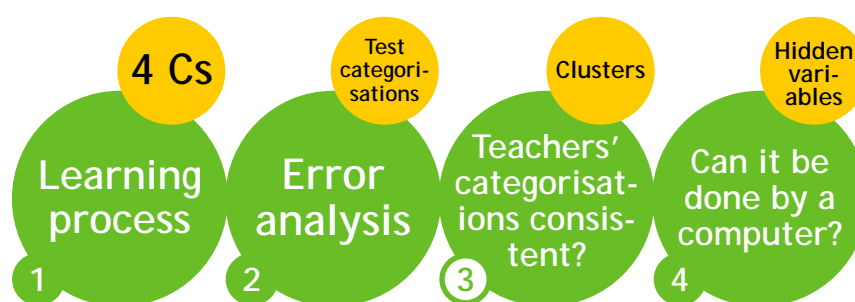 4 Cs
Learning
process
1
Test
categori-
sations
Error
analysis
2
Clusters
Teachers’
categorisat-
ions consis-
tent?
3
Hidden
vari-
ables
Can it be
done by a
computer?
4